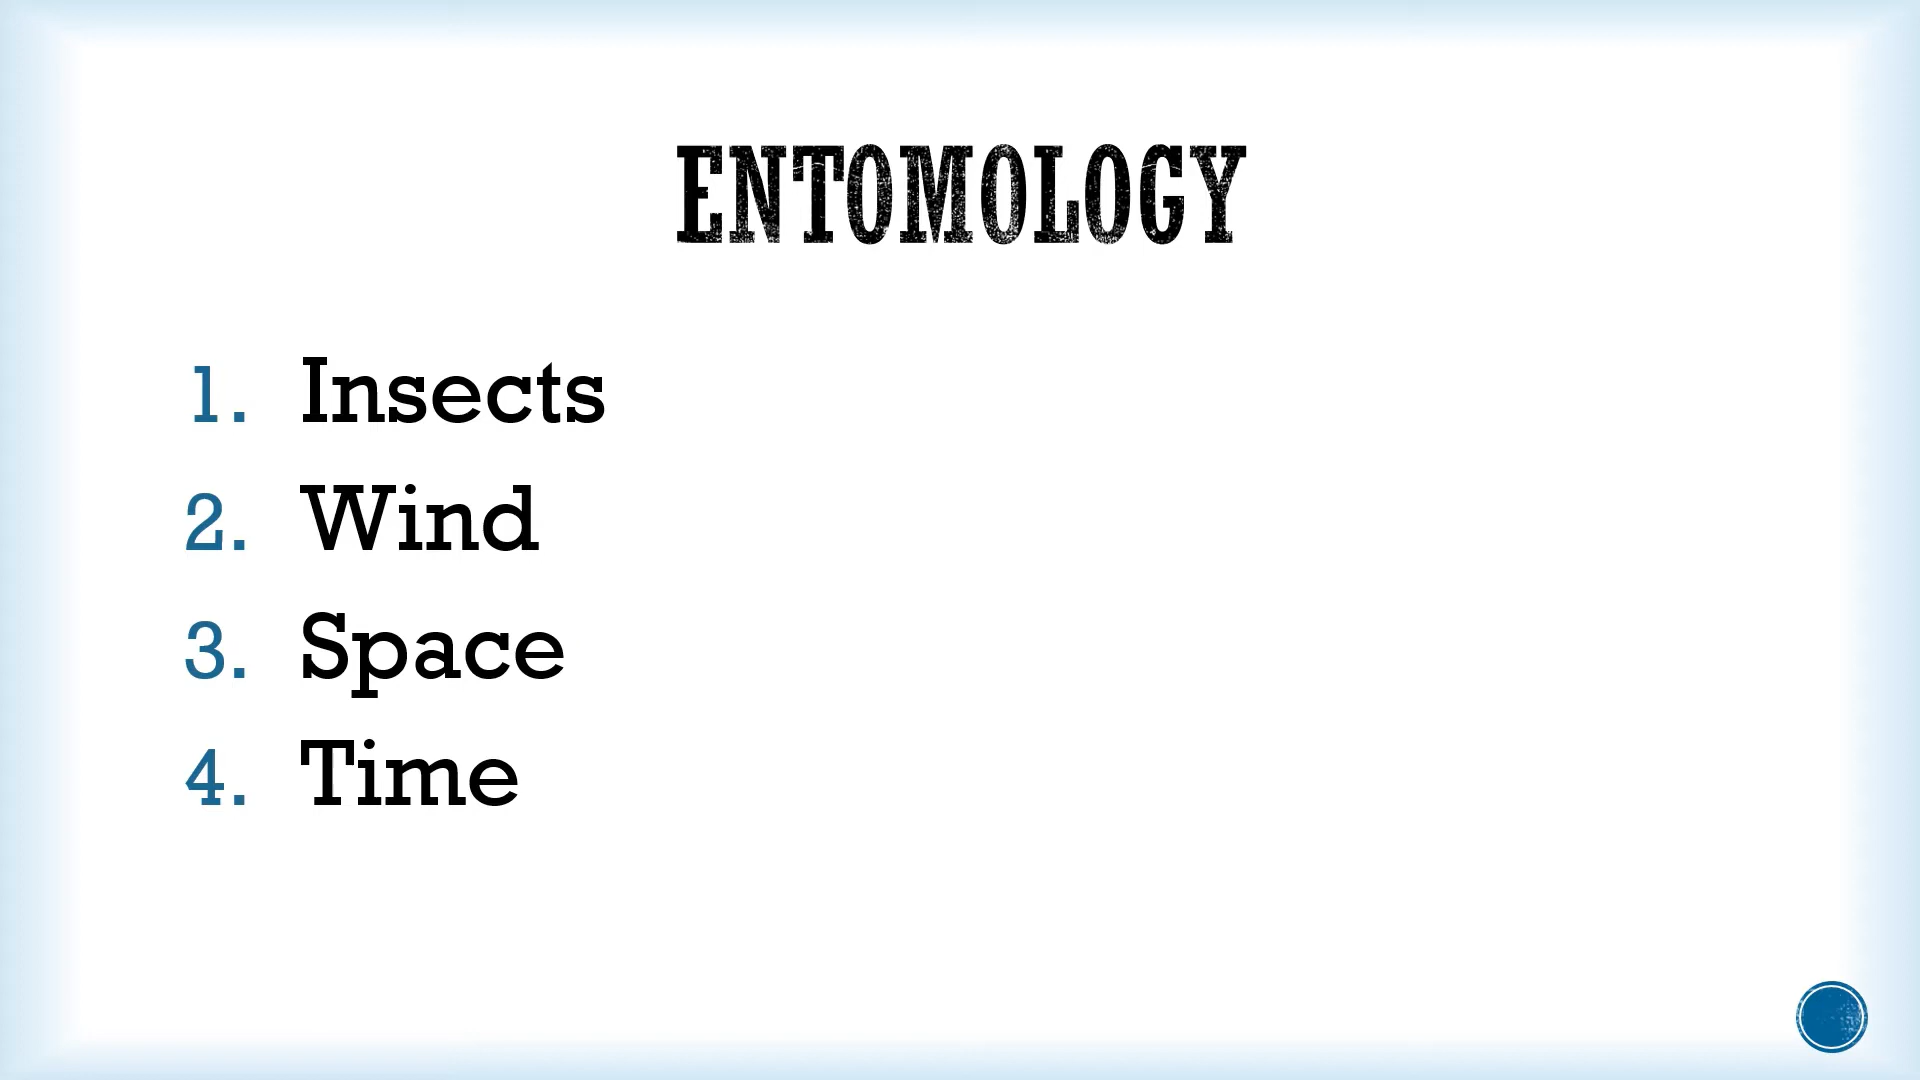 ENTOMOLOGY
1. Insects
2. Wind
3. Space
4. Time